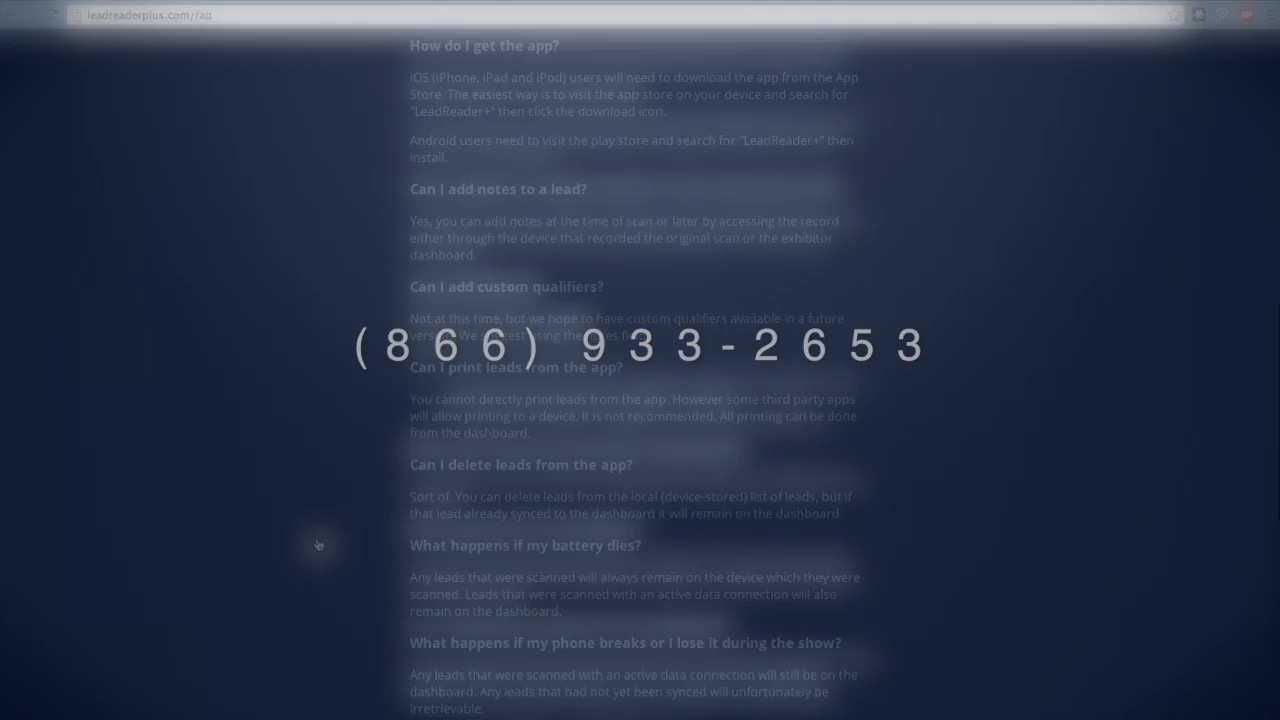 leadreaderplus.com/faq
How do I get the app?
iOS (iPhone, iPad and iPod) users will need to download the app from the App
Store. The easiest way is to visit the app store on your device and search for
"LeadReader+" then click the download icon.
Android users need to visit the play store and search for "LeadReader+" then
install.
Can I add notes to a lead?
Yes, you can add notes at the time of scan or later by accessing the record
either through the device that recorded the original scan or the exhibitor
dashboard.
Can I add custom qualifiers?
Not at this time, but we hope to have custom qualifiers available in a future
We suggest using the
(866) 933-2653
Can I print leads from the app?
You cannot directly print leads from the app. However some third party apps
will allow printing to a device. It is not recommended. All printing can be done
from the dashboard.
Can I delete leads from the app?
Sort of. You can delete leads from the local (device-stored) list of leads, but if
that lead already synced to the dashboard it will remain on the dashboard.
What happens if my battery dies?
Any leads that were scanned will always remain on the device which they were
scanned. Leads that were scanned with an active data connection will also
remain on the dashboard.
What happens if my phone breaks or I lose it during the show?
Any leads that were scanned with an active data connection will still be on the
dashboard. Any leads that had not yet been synced will unfortunately be
irretrievable.